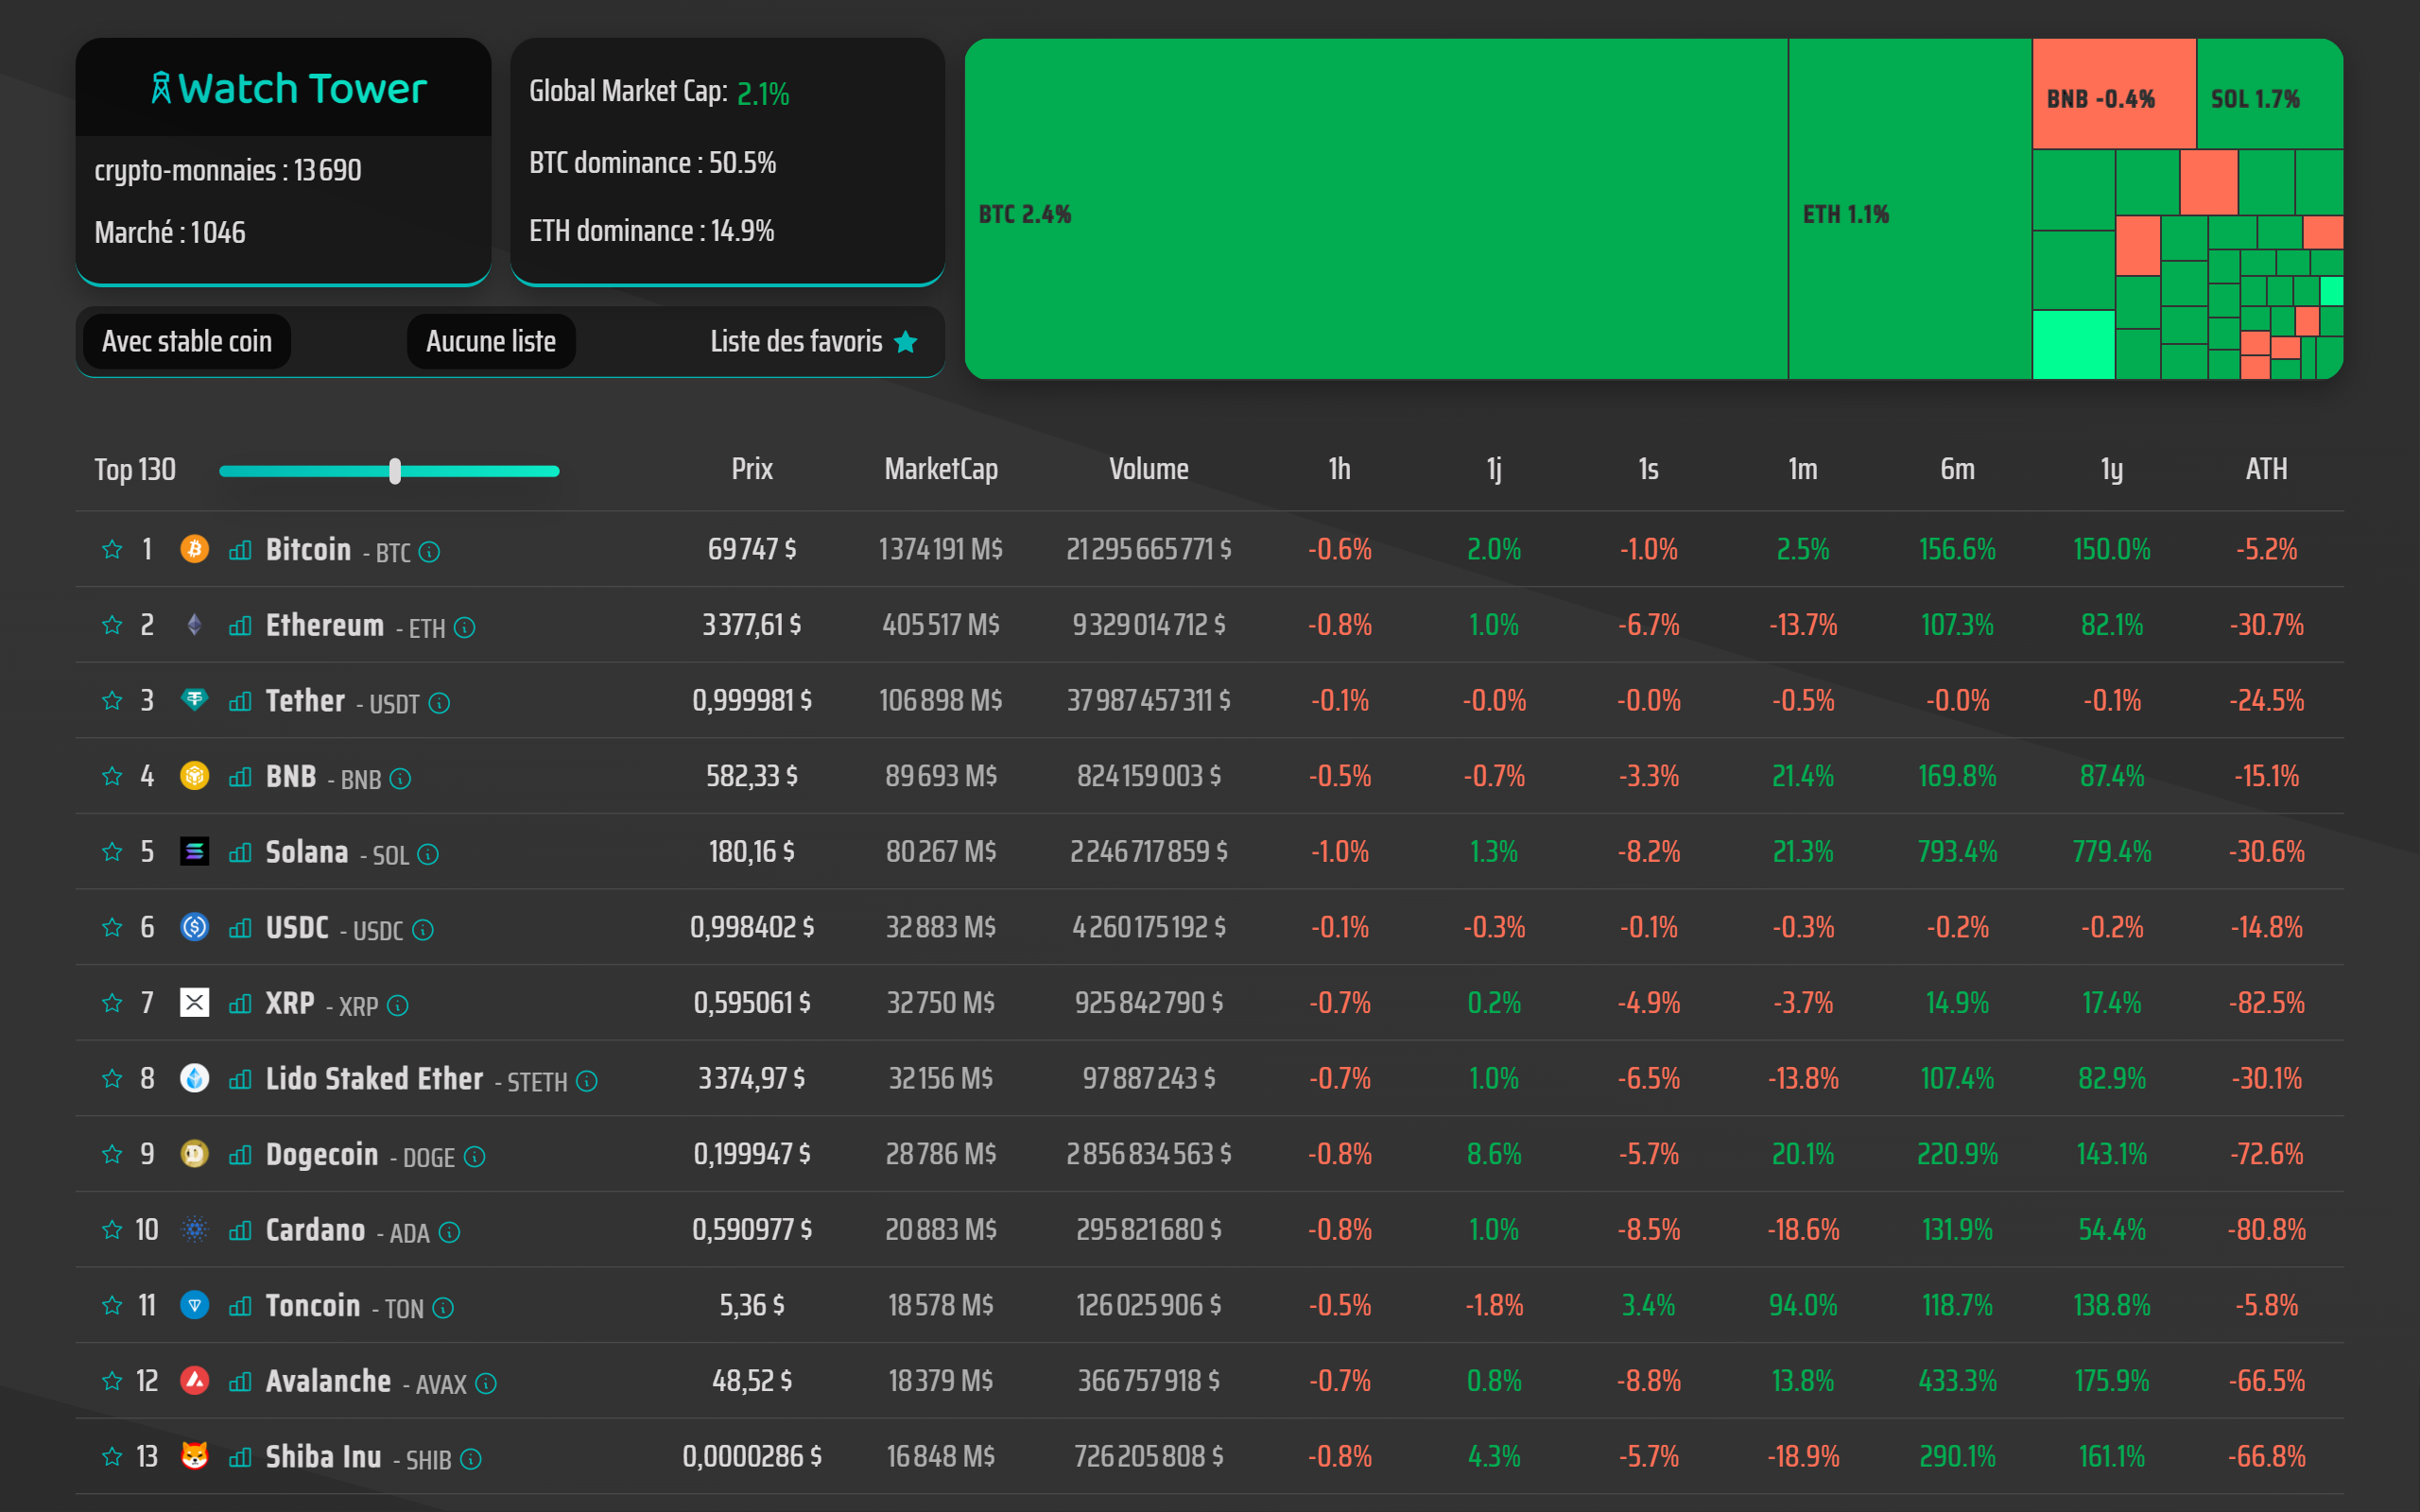 Watch Tower
crypto-monnaies : 13 690
Marché : 1 046
Global Market Cap: 2.1%
BTC dominance : 50.5%
ETH dominance : 14.9%
Avec stable coin Aucune liste Liste des favoris
BTC 2.4%
ETH 1.1%
BNB -0.4%
SOL 1.7%
Top 130 Prix MarketCap Volume 1h 1j 1s 1m 6m 1y ATH
1 Bitcoin - BTC 69 747 $ 1 374 191 M$ 21 295 665 771 $ -0.6% 2.0% -1.0% 2.5% 156.6% 150.0% -5.2%
2 Ethereum - ETH 3 377,61 $ 405 517 M$ 9 329 014 712 $ -0.8% 1.0% -6.7% -13.7% 107.3% 82.1% -30.7%
3 Tether - USDT 0,999981 $ 106 898 M$ 37 987 457 311 $ -0.1% -0.0% -0.0% -0.5% -0.0% -0.1% -24.5%
4 BNB - BNB 582,33 $ 89 693 M$ 824 159 003 $ -0.5% -0.7% -3.3% 21.4% 169.8% 87.4% -15.1%
5 Solana - SOL 180,16 $ 80 267 M$ 2 246 717 859 $ -1.0% 1.3% -8.2% 21.3% 793.4% 779.4% -30.6%
6 USDC - USDC 0,998402 $ 32 883 M$ 4 260 175 192 $ -0.1% -0.3% -0.1% -0.3% -0.2% -0.2% -14.8%
7 XRP - XRP 0,595061 $ 32 750 M$ 925 842 790 $ -0.7% 0.2% -4.9% -3.7% 14.9% 17.4% -82.5%
8 Lido Staked Ether - STETH 3 374,97 $ 32 156 M$ 97 887 243 $ -0.7% 1.0% -6.5% -13.8% 107.4% 82.9% -30.1%
9 Dogecoin - DOGE 0,199947 $ 28 786 M$ 2 856 834 563 $ -0.8% 8.6% -5.7% 20.1% 220.9% 143.1% -72.6%
10 Cardano - ADA 0,590977 $ 20 883 M$ 295 821 680 $ -0.8% 1.0% -8.5% -18.6% 131.9% 54.4% -80.8%
11 Toncoin - TON 5,36 $ 18 578 M$ 126 025 906 $ -0.5% -1.8% 3.4% 94.0% 118.7% 138.8% -5.8%
12 Avalanche - AVAX 48,52 $ 18 379 M$ 366 757 918 $ -0.7% 0.8% -8.8% 13.8% 433.3% 175.9% -66.5%
13 Shiba Inu - SHIB 0,0000286 $ 16 848 M$ 726 205 808 $ -0.8% 4.3% -5.7% -18.9% 290.1% 161.1% -66.8%